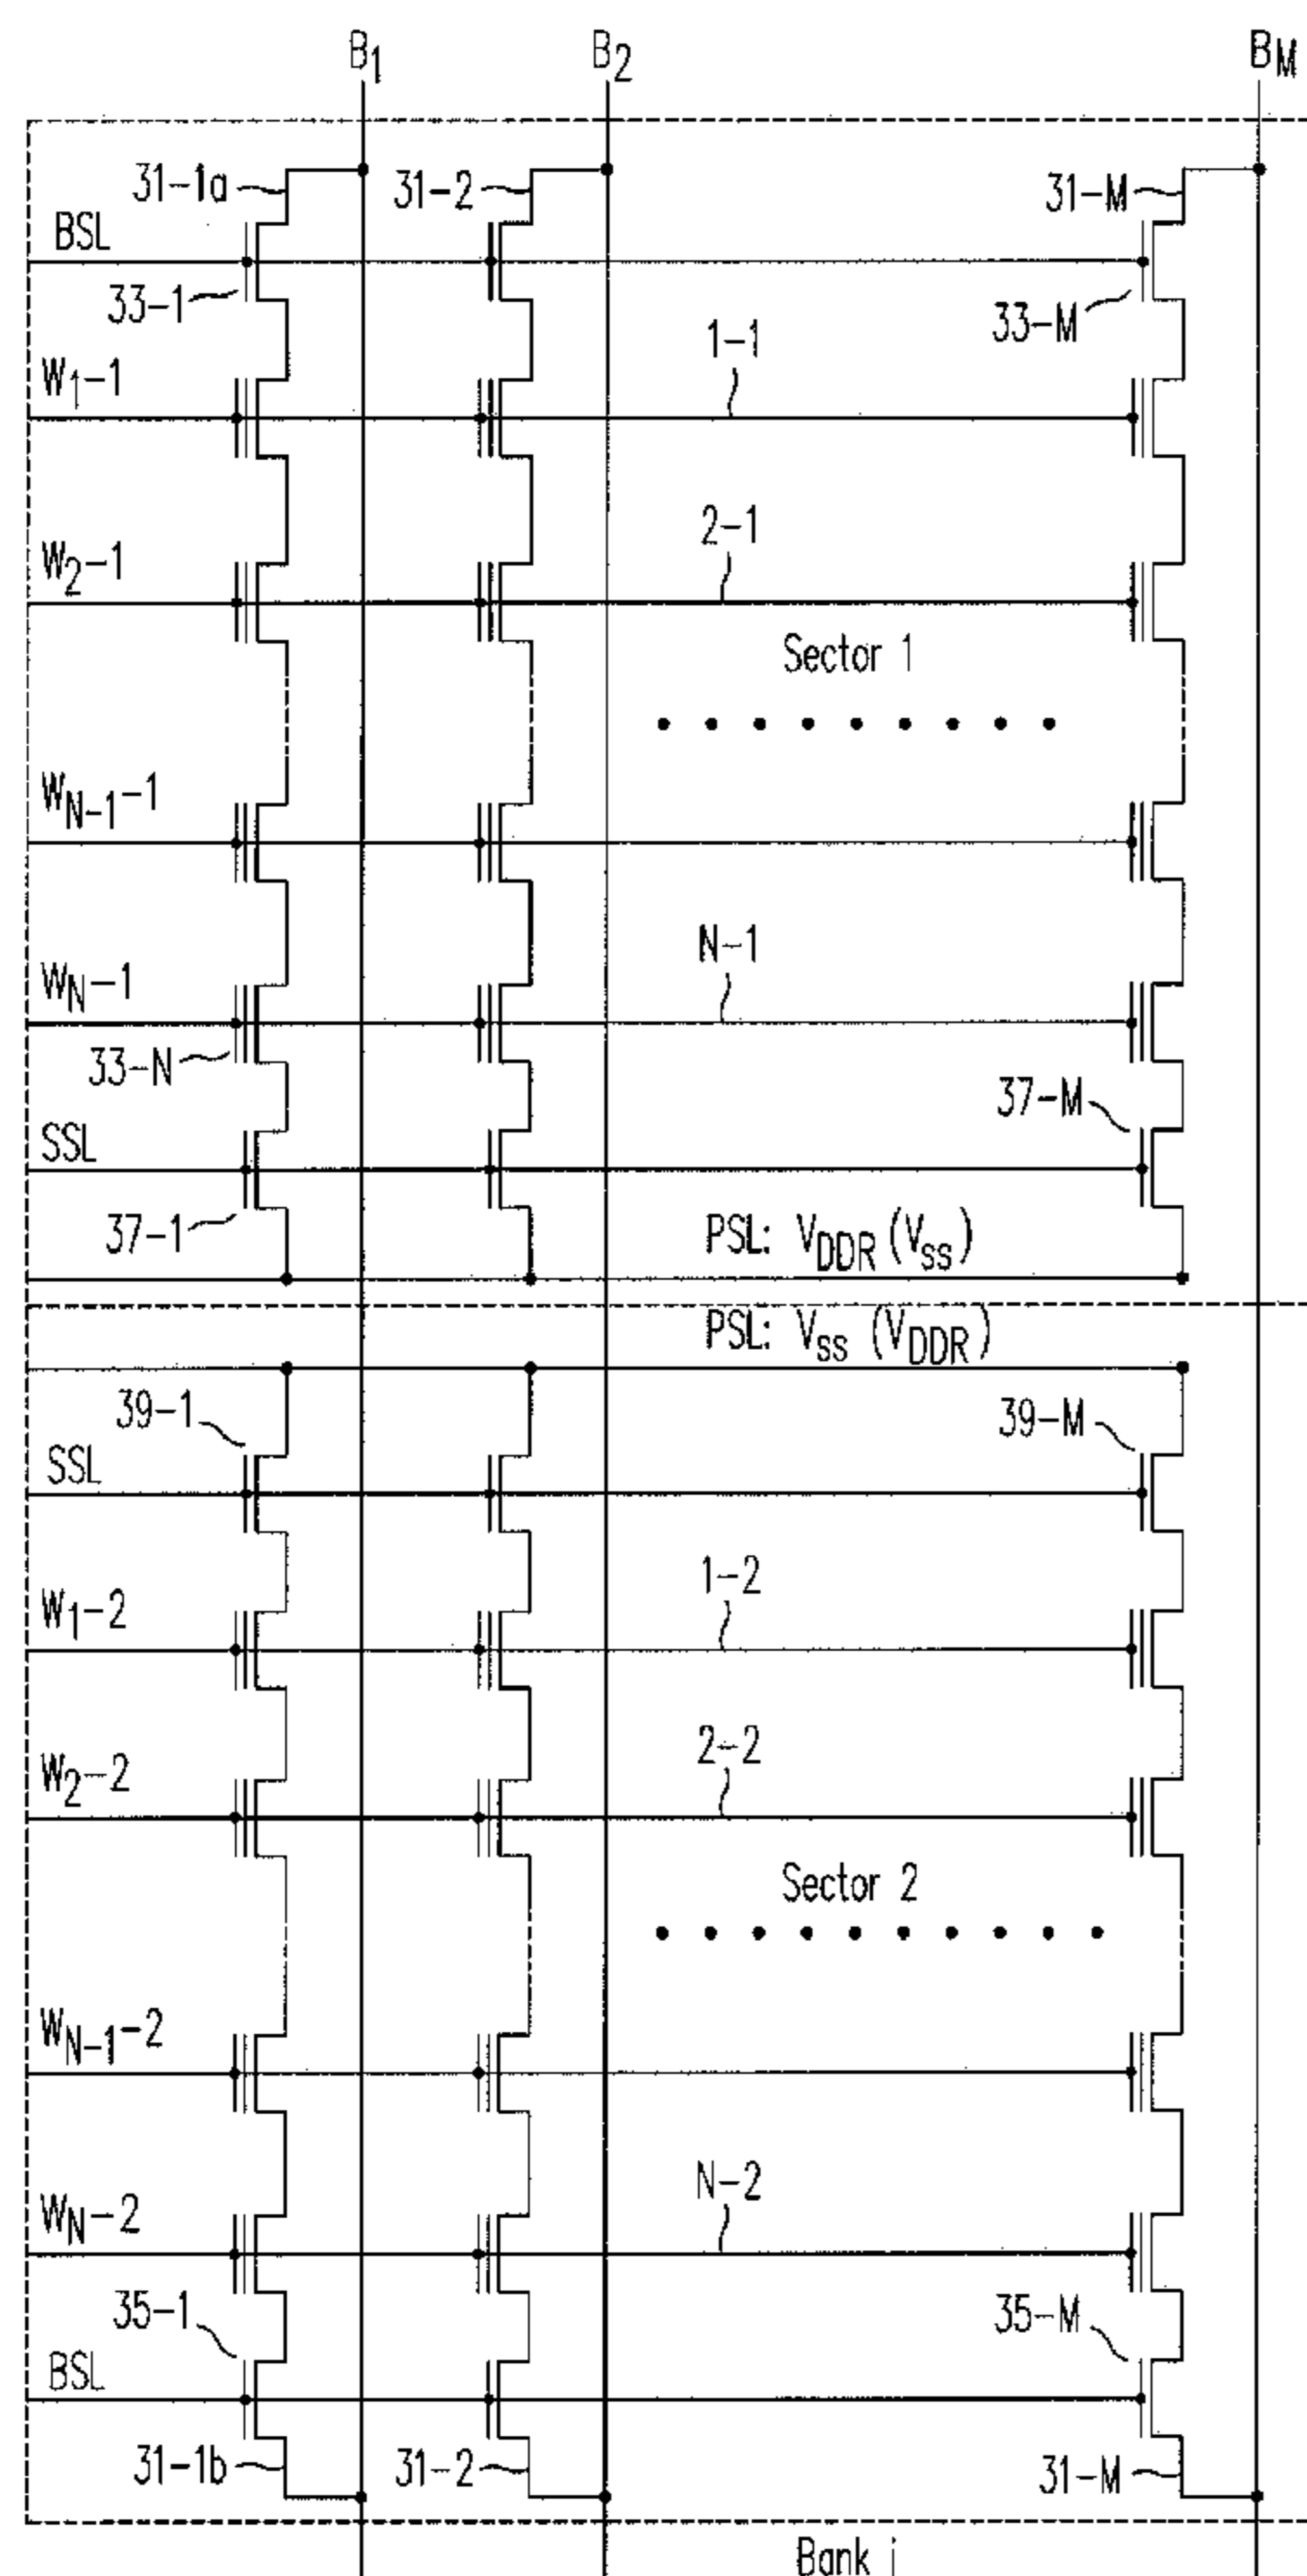 B1 B2 BM
31-1a 31-2 31-M
BSL
33-1 33-M
W1-1 1-1
W2-1 2-1
Sector 1
WN-1-1
WN-1 N-1
33-N
37-M
SSL
37-1 PSL: VDDR (Vss)
PSL: Vss (VDDR)
39-1 39-M
SSL
W1-2 1-2
W2-2 2-2
Sector 2
WN-1-2
WN-2 N-2
35-1 35-M
BSL
31-1b 31-2 31-M
Bank i